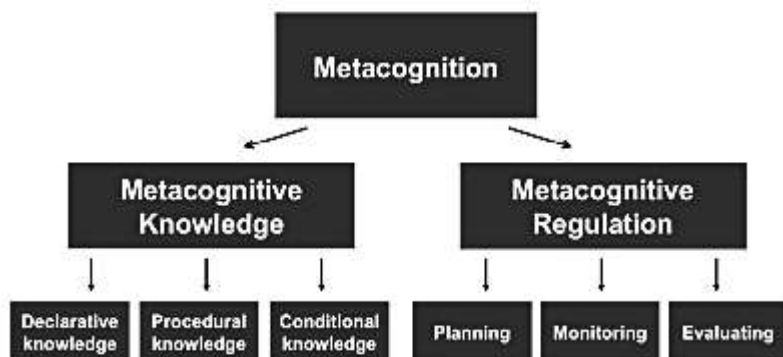 Metacognition
Metacognitive
Knowledge
Metacognitive
Regulation
Declarative
knowledge
Procedural
knowledge
Conditional
knowledge
Planning
Monitoring
Evaluating